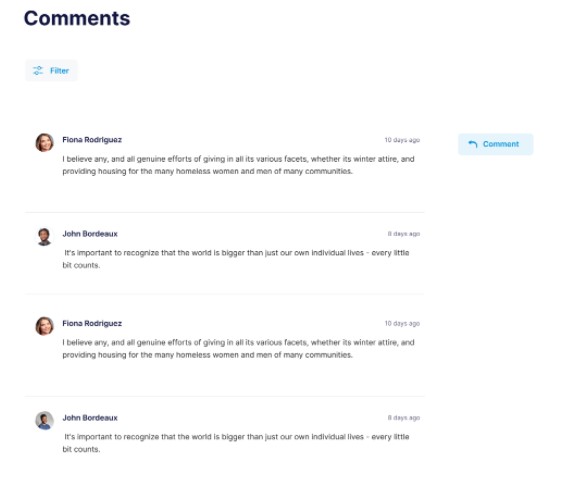 Comments
Filter
Fiona Rodriguez 10 days ago
Comment
I believe any, and all genuine efforts of giving in all its various facets, whether its winter attire, and
providing housing for the many homeless women and men of many communities.
John Bordeaux 8 days ago
It's important to recognize that the world is bigger than just our own individual lives - every little
bit counts.
Fiona Rodriguez 10 days ago
I believe any, and all genuine efforts of giving in all its various facets, whether its winter attire, and
providing housing for the many homeless women and men of many communities.
John Bordeaux 8 days ago
It's important to recognize that the world is bigger than just our own individual lives - every little
bit counts.